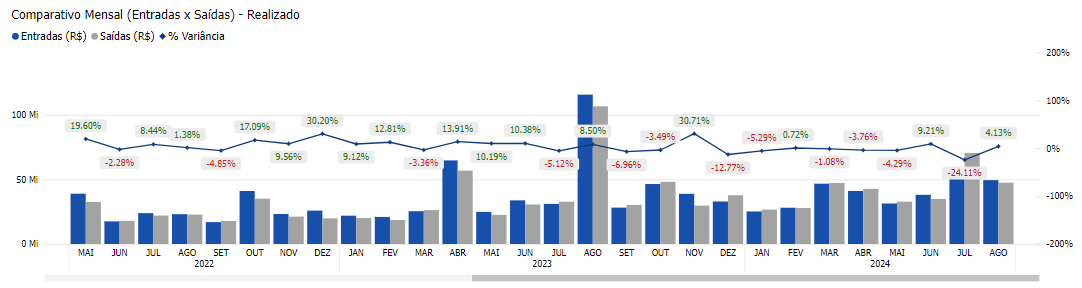 Comparativo Mensal (Entradas x Saídas) - Realizado
Entradas (R$) Saídas (R$) % Variância
200%
100 Mi 100%
50 Mi 0%
-100%
0 Mi -200%
19.60% -2.28% 8.44% 1.38% -4.85% 17.09% 9.56% 30.20% 9.12% 12.81% -3.36% 13.91% 10.19% 10.38% -5.12% 8.50% -6.96% -3.49% 30.71% -12.77% -5.29% 0.72% -1.08% -3.76% -4.29% 9.21% -24.11% 4.13%
MAI JUN JUL AGO SET OUT NOV DEZ JAN FEV MAR ABR MAI JUN JUL AGO SET OUT NOV DEZ JAN FEV MAR ABR MAI JUN JUL AGO
2022 2023 2024